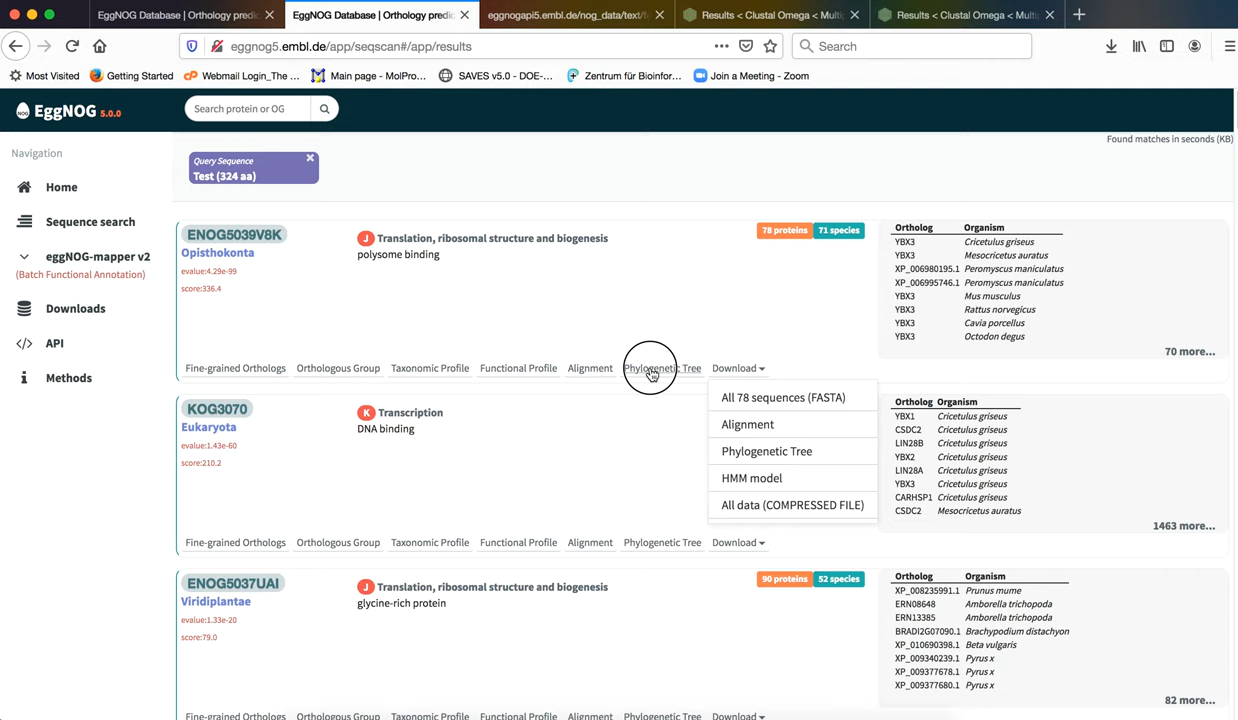 EggNOG Database | Orthology predic
EggNOG Database | Orthology predic
eggnogapi5.embl.de/nog_data/text/f
Results < Clustal Omega < Multip
Results < Clustal Omega < Multip
eggnog5.embl.de/app/seqscan#/app/results
Search
Most Visited
Getting Started
Webmail Login_The ...
Main page - MolPro...
SAVES v5.0 - DOE-...
Zentrum für Bioinfor...
Join a Meeting - Zoom
EggNOG 5.0.0
Search protein or OG
Found matches in seconds (KB)
Navigation
Home
Sequence search
eggNOG-mapper v2
(Batch Functional Annotation)
Downloads
API
Methods
Query Sequence
Test (324 aa)
ENOG5039V8K
Opisthokonta
evalue:4.29e-99
score:336.4
J Translation, ribosomal structure and biogenesis
polysome binding
78 proteins 71 species
Ortholog Organism
YBX3 Cricetulus griseus
YBX3 Mesocricetus auratus
XP_006980195.1 Peromyscus maniculatus
XP_006995746.1 Peromyscus maniculatus
YBX3 Mus musculus
YBX3 Rattus norvegicus
YBX3 Cavia porcellus
YBX3 Octodon degus
70 more...
Fine-grained Orthologs Orthologous Group Taxonomic Profile Functional Profile Alignment Phylogenetic Tree Download
All 78 sequences (FASTA)
Alignment
Phylogenetic Tree
HMM model
All data (COMPRESSED FILE)
KOG3070
Eukaryota
evalue:1.43e-60
score:210.2
K Transcription
DNA binding
Ortholog Organism
YBX1 Cricetulus griseus
CSDC2 Cricetulus griseus
LIN28B Cricetulus griseus
YBX2 Cricetulus griseus
LIN28A Cricetulus griseus
YBX3 Cricetulus griseus
CARHSP1 Cricetulus griseus
CSDC2 Mesocricetus auratus
1463 more...
Fine-grained Orthologs Orthologous Group Taxonomic Profile Functional Profile Alignment Phylogenetic Tree Download
ENOG5037UAI
Viridiplantae
evalue:1.33e-20
score:79.0
J Translation, ribosomal structure and biogenesis
glycine-rich protein
90 proteins 52 species
Ortholog Organism
XP_008235991.1 Prunus mume
ERN08648 Amborella trichopoda
ERN13385 Amborella trichopoda
BRADI2G07090.1 Brachypodium distachyon
XP_010690398.1 Beta vulgaris
XP_009340239.1 Pyrus x
XP_009377678.1 Pyrus x
XP_009377680.1 Pyrus x
82 more...
Fine-grained Orthologs Orthologous Group Taxonomic Profile Functional Profile Alignment Phylogenetic Tree Download